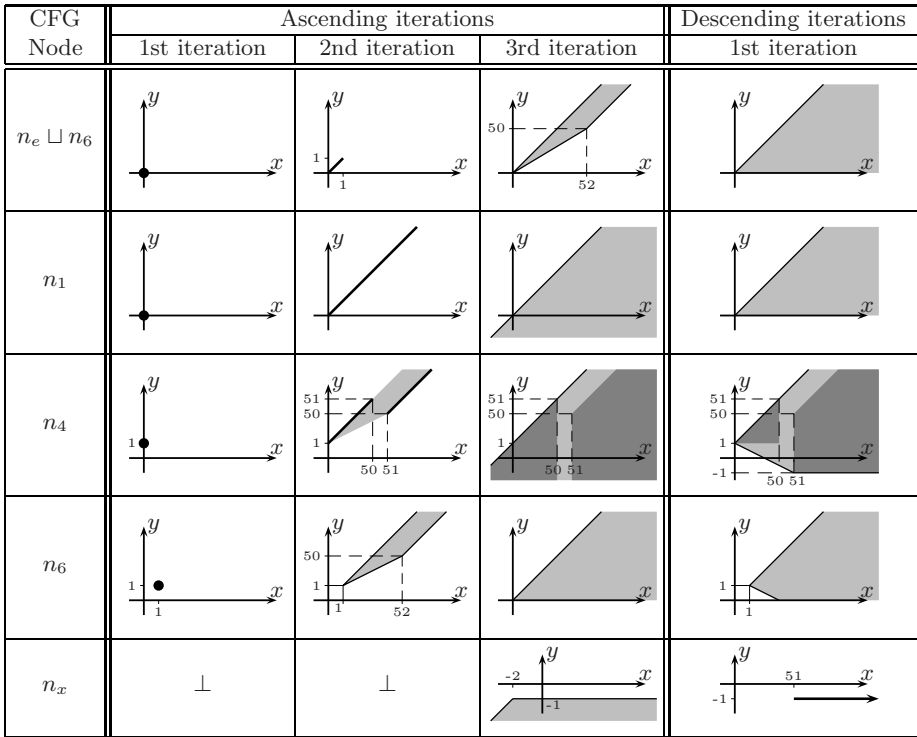 CFG Node Ascending iterations Descending iterations
1st iteration 2nd iteration 3rd iteration 1st iteration
n_e ⊔ n_6
y x
y 1 x 1
y 50 x 52
y x
n_1
y x
y x
y x
y x
n_4
y 1 x
y 51 50 1 x 50 51
y 51 50 1 x 50 51
y 51 50 1 x -1 50 51
n_6
y 1 x 1
y 50 1 x 1 52
y x
y 1 x 1
n_x
⊥
⊥
y -2 x -1
y 51 x -1